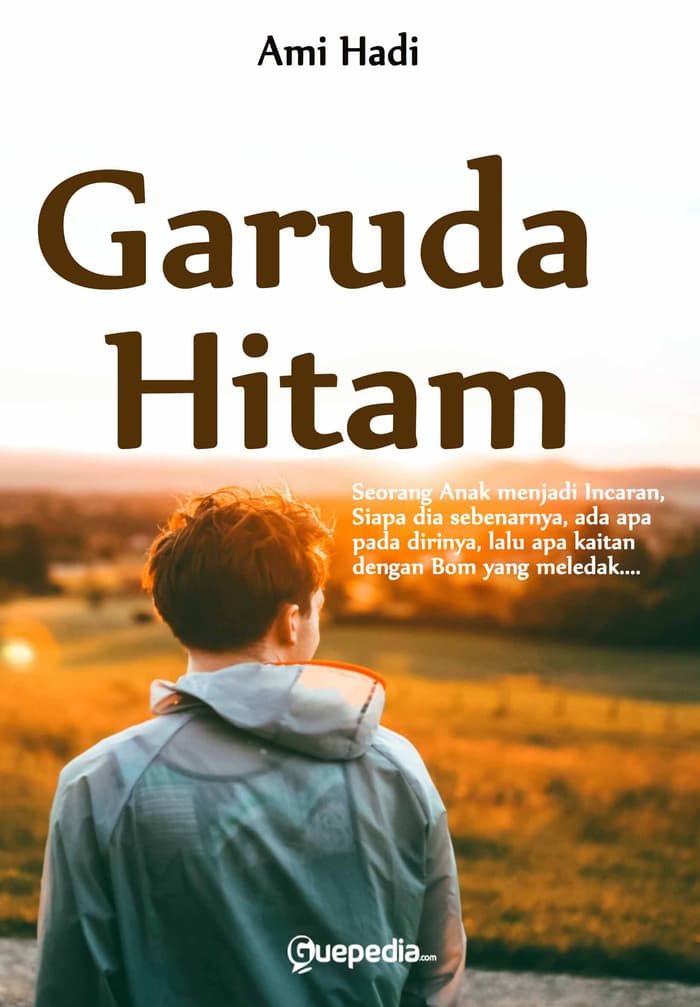 Ami Hadi
Garuda
Hitam
Seorang Anak menjadi Incaran,
Siapa dia sebenarnya, ada apa
pada dirinya, lalu apa kaitan
dengan Bom yang meledak....
Guepedia.com